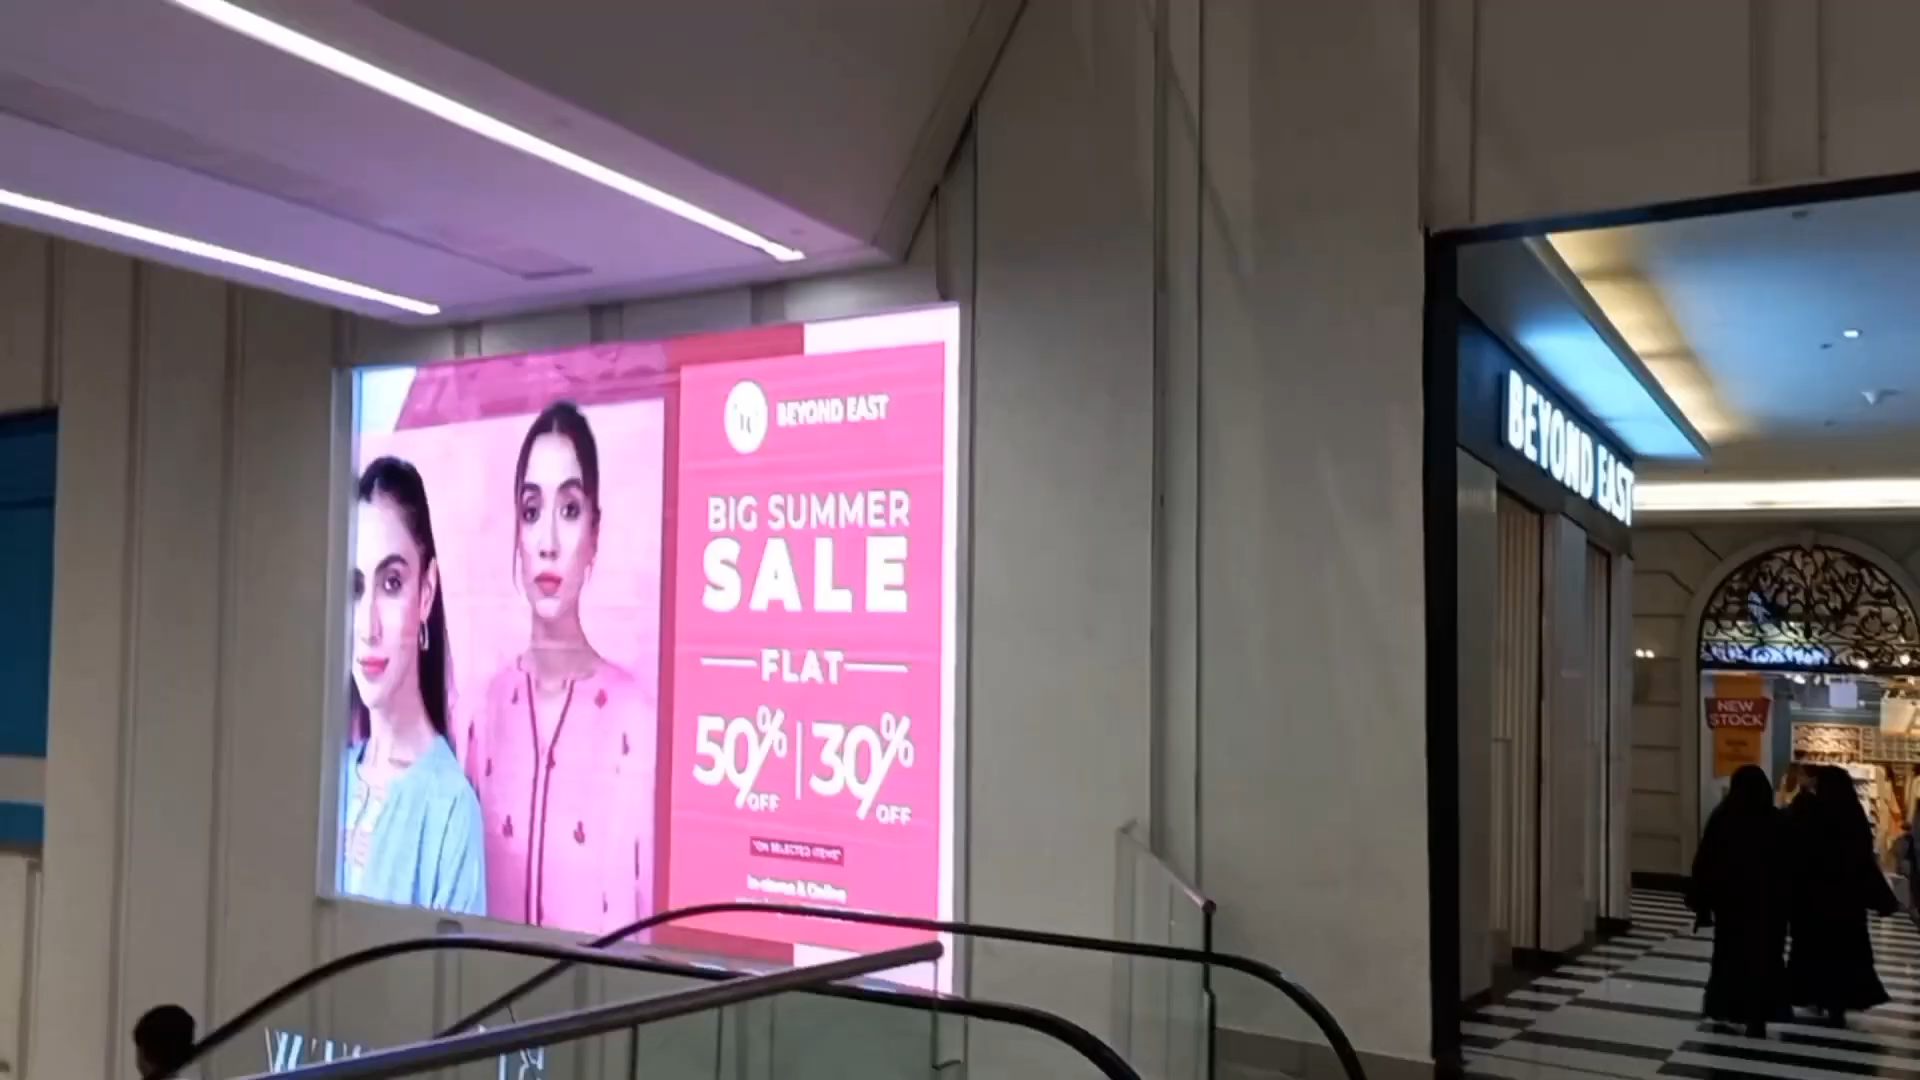 BEYOND EAST
BIG SUMMER
SALE
FLAT
50% OFF | 30% OFF
"ON SELECTED ITEMS"
In-stores & Online
BEYOND EAST
NEW
STOCK